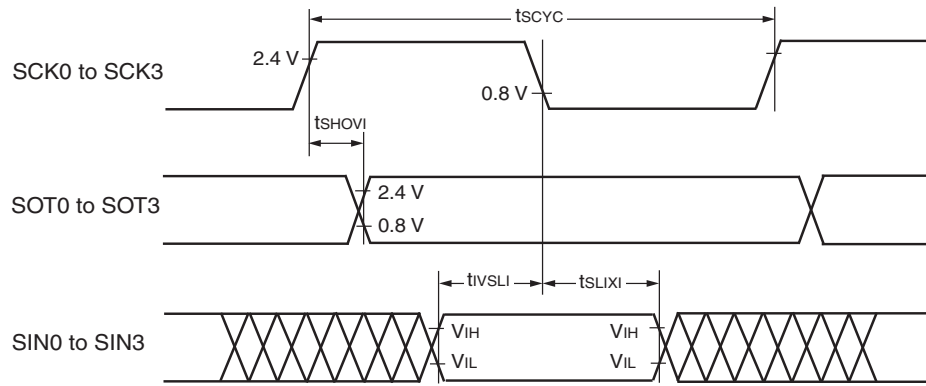 tSCYC
SCK0 to SCK3
2.4 V
0.8 V
tSHOVI
SOT0 to SOT3
2.4 V
0.8 V
tIVSLI
tSLIXI
SIN0 to SIN3
VIH
VIH
VIL
VIL